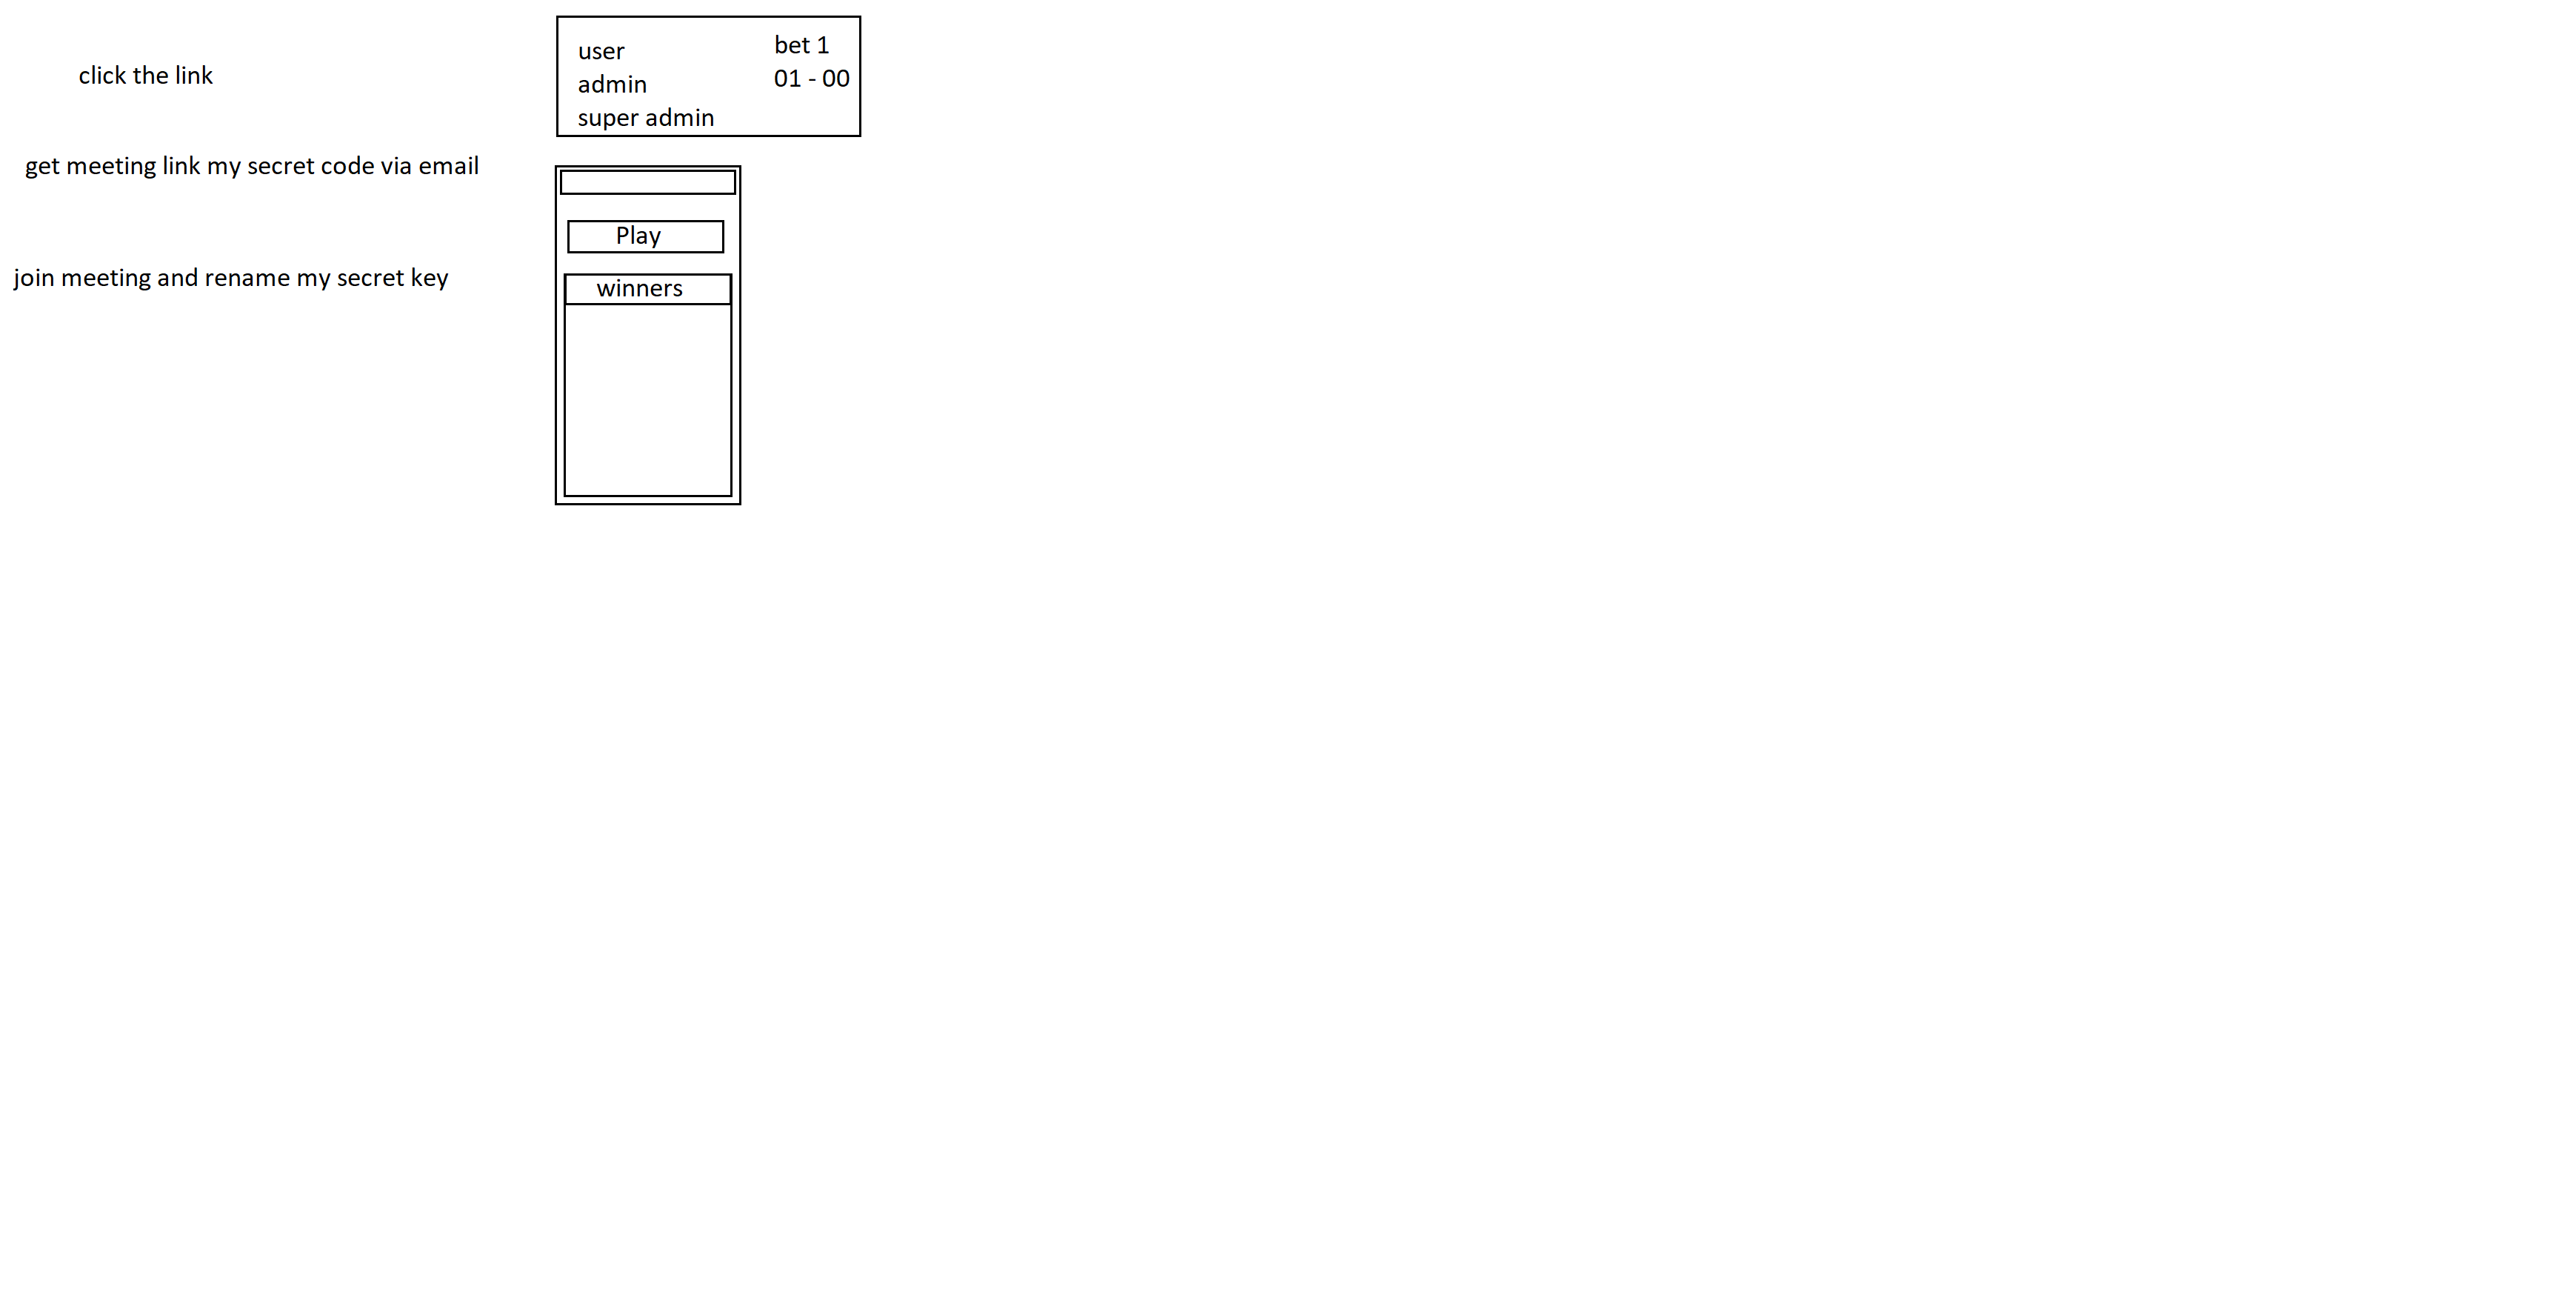 click the link
get meeting link my secret code via email
join meeting and rename my secret key
user
admin
super admin
bet 1
01 - 00
Play
winners